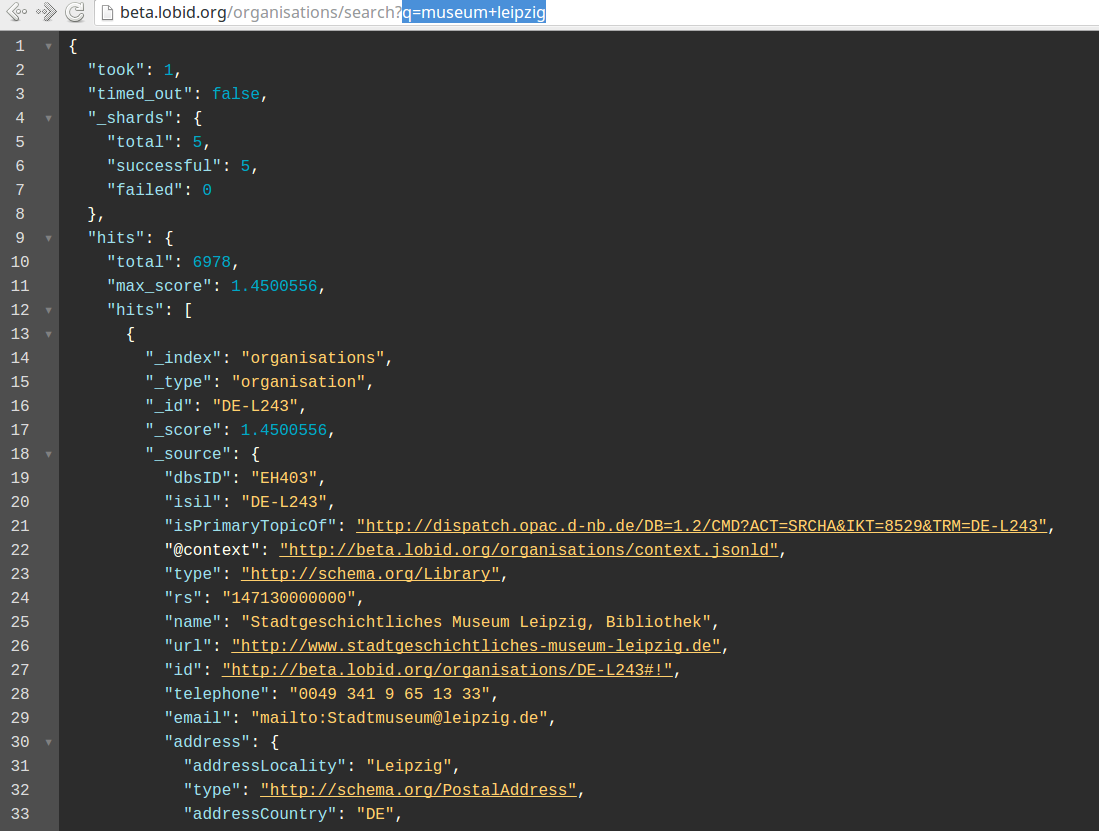 beta.lobid.org/organisations/search?q=museum+leipzig
1 {
2 "took": 1,
3 "timed_out": false,
4 "_shards": {
5 "total": 5,
6 "successful": 5,
7 "failed": 0
8 },
9 "hits": {
10 "total": 6978,
11 "max_score": 1.4500556,
12 "hits": [
13 {
14 "_index": "organisations",
15 "_type": "organisation",
16 "_id": "DE-L243",
17 "_score": 1.4500556,
18 "_source": {
19 "dbsID": "EH403",
20 "isil": "DE-L243",
21 "isPrimaryTopicOf": "http://dispatch.opac.d-nb.de/DB=1.2/CMD?ACT=SRCHA&IKT=8529&TRM=DE-L243",
22 "@context": "http://beta.lobid.org/organisations/context.jsonld",
23 "type": "http://schema.org/Library",
24 "rs": "147130000000",
25 "name": "Stadtgeschichtliches Museum Leipzig, Bibliothek",
26 "url": "http://www.stadtgeschichtliches-museum-leipzig.de",
27 "id": "http://beta.lobid.org/organisations/DE-L243#!",
28 "telephone": "0049 341 9 65 13 33",
29 "email": "mailto:Stadtmuseum@leipzig.de",
30 "address": {
31 "addressLocality": "Leipzig",
32 "type": "http://schema.org/PostalAddress",
33 "addressCountry": "DE",